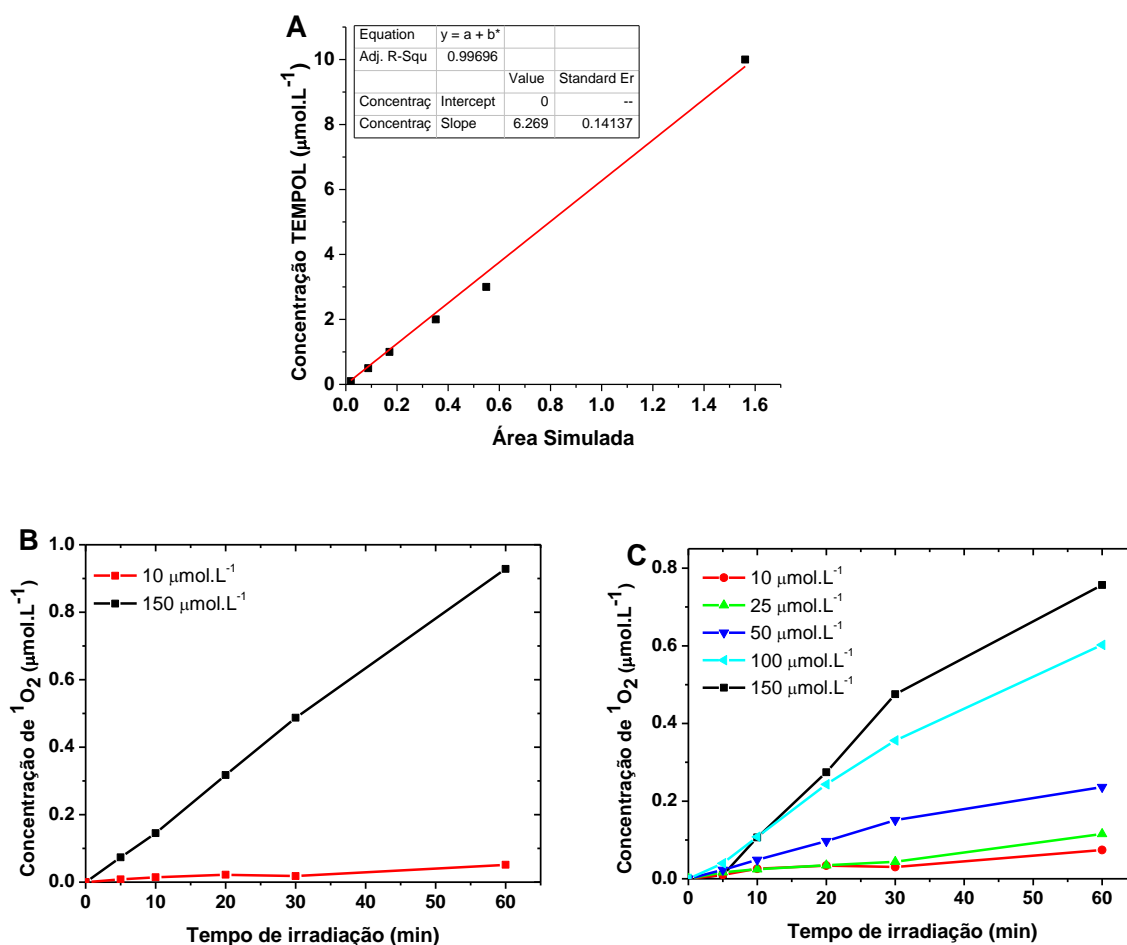 A
Equation y = a + b*
Adj. R-Squ 0.99696
Value Standard Er
Concentraç Intercept 0 --
Concentraç Slope 6.269 0.14137
Concentração TEMPOL (μmol.L⁻¹)
10
8
6
4
2
0
0.0 0.2 0.4 0.6 0.8 1.0 1.2 1.4 1.6
Área Simulada
B
10 μmol.L⁻¹
150 μmol.L⁻¹
Concentração de ¹O₂ (μmol.L⁻¹)
1.0
0.8
0.6
0.4
0.2
0.0
0 10 20 30 40 50 60
Tempo de irradiação (min)
C
10 μmol.L⁻¹
25 μmol.L⁻¹
50 μmol.L⁻¹
100 μmol.L⁻¹
150 μmol.L⁻¹
Concentração de ¹O₂ (μmol.L⁻¹)
0.8
0.6
0.4
0.2
0.0
0 10 20 30 40 50 60
Tempo de irradiação (min)